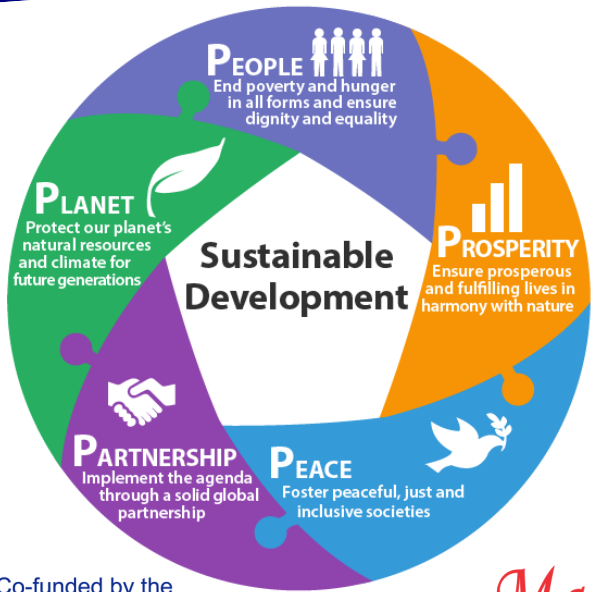 PEOPLE
End poverty and hunger
in all forms and ensure
dignity and equality
PROSPERITY
Ensure prosperous
and fulfilling lives in
harmony with nature
PEACE
Foster peaceful, just and
inclusive societies
PARTNERSHIP
Implement the agenda
through a solid global
partnership
PLANET
Protect our planet's
natural resources
and climate for
future generations
Sustainable
Development
Co-funded by the